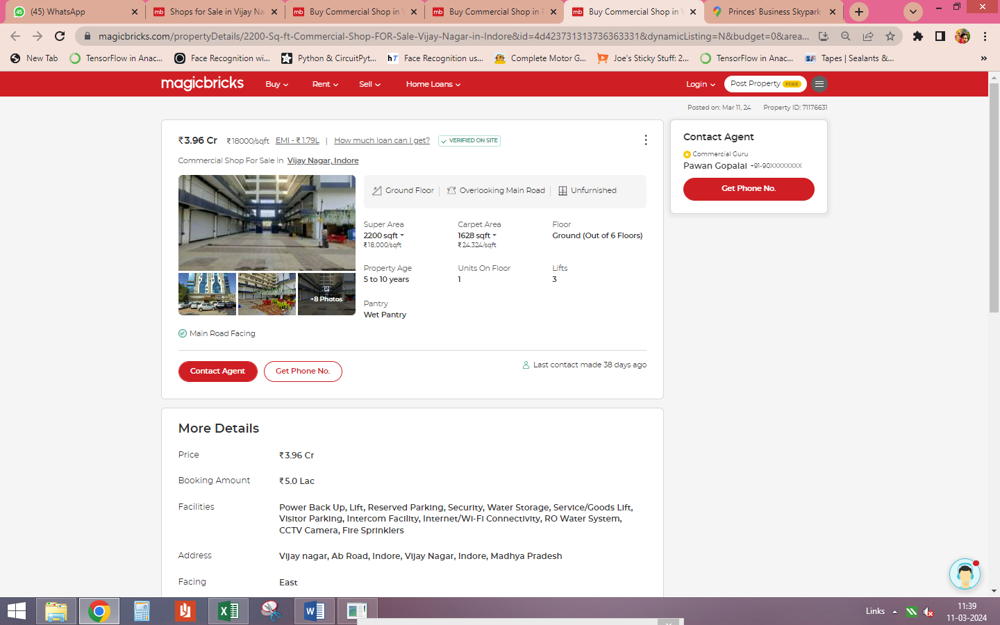 (45) WhatsApp
Shops for Sale in Vijay Na
Buy Commercial Shop in
Buy Commercial Shop in
Buy Commercial Shop in
Princes' Business Skypark
magicbricks.com/propertyDetails/2200-Sq-ft-Commercial-Shop-FOR-Sale-Vijay-Nagar-in-Indore&id=4d423731313736363331&dynamicListing=N&budget=0&area...
New Tab
TensorFlow in Anac...
Face Recognition wi...
Python & CircuitPyt...
hT Face Recognition us...
Complete Motor G...
Joe's Sticky Stuff: 2...
TensorFlow in Anac...
Tapes | Sealants &...
»
magicbricks
Buy
Rent
Sell
Home Loans
Login
Post Property FREE
Posted on: Mar 11, 24 Property ID: 71176631
₹3.96 Cr ₹18000/sqft EMI - ₹1.79L | How much loan can I get? VERIFIED ON SITE
Commercial Shop For Sale in Vijay Nagar, Indore
Ground Floor
Overlooking Main Road
Unfurnished
Super Area
2200 sqft
₹18,000/sqft
Carpet Area
1628 sqft
₹24,324/sqft
Floor
Ground (Out of 6 Floors)
Property Age
5 to 10 years
Units On Floor
1
Lifts
3
Pantry
Wet Pantry
+8 Photos
Main Road Facing
Contact Agent
Get Phone No.
Last contact made 38 days ago
Contact Agent
Commercial Guru
Pawan Gopalal -91-90XXXXXXXX
Get Phone No.
More Details
Price ₹3.96 Cr
Booking Amount ₹5.0 Lac
Facilities Power Back Up, Lift, Reserved Parking, Security, Water Storage, Service/Goods Lift,
Visitor Parking, Intercom Facility, Internet/Wi-Fi Connectivity, RO Water System,
CCTV Camera, Fire Sprinklers
Address Vijay nagar, Ab Road, Indore, Vijay Nagar, Indore, Madhya Pradesh
Facing East
Links
11:39
11-03-2024